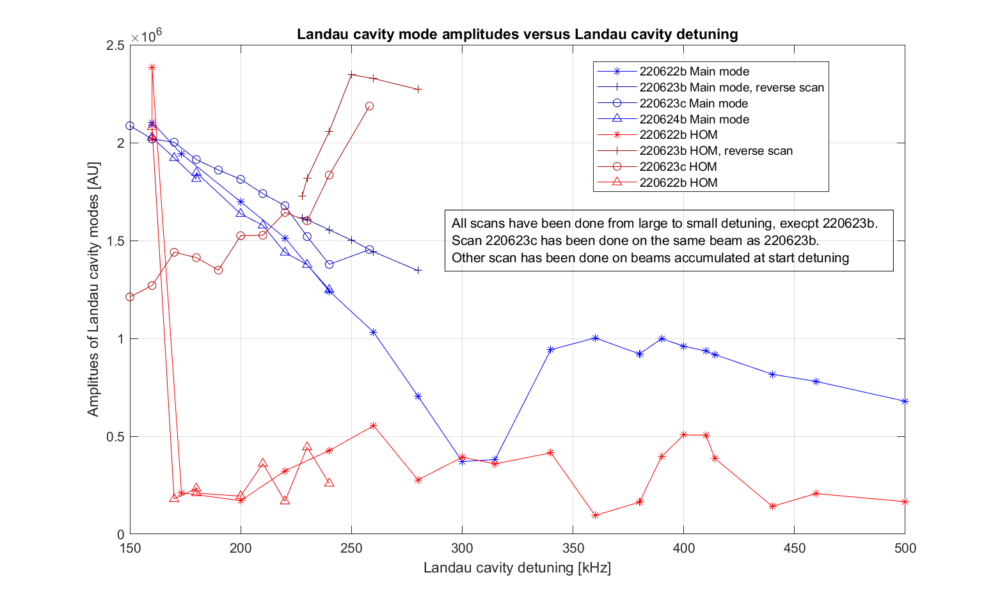 Landau cavity mode amplitudes versus Landau cavity detuning
×10^6
2.5
2
1.5
1
0.5
0
Amplitues of Landau cavity modes [AU]
220622b Main mode
220623b Main mode, reverse scan
220623c Main mode
220624b Main mode
220622b HOM
220623b HOM, reverse scan
220623c HOM
220622b HOM
All scans have been done from large to small detuning, execpt 220623b.
Scan 220623c has been done on the same beam as 220623b.
Other scan has been done on beams accumulated at start detuning
150 200 250 300 350 400 450 500
Landau cavity detuning [kHz]